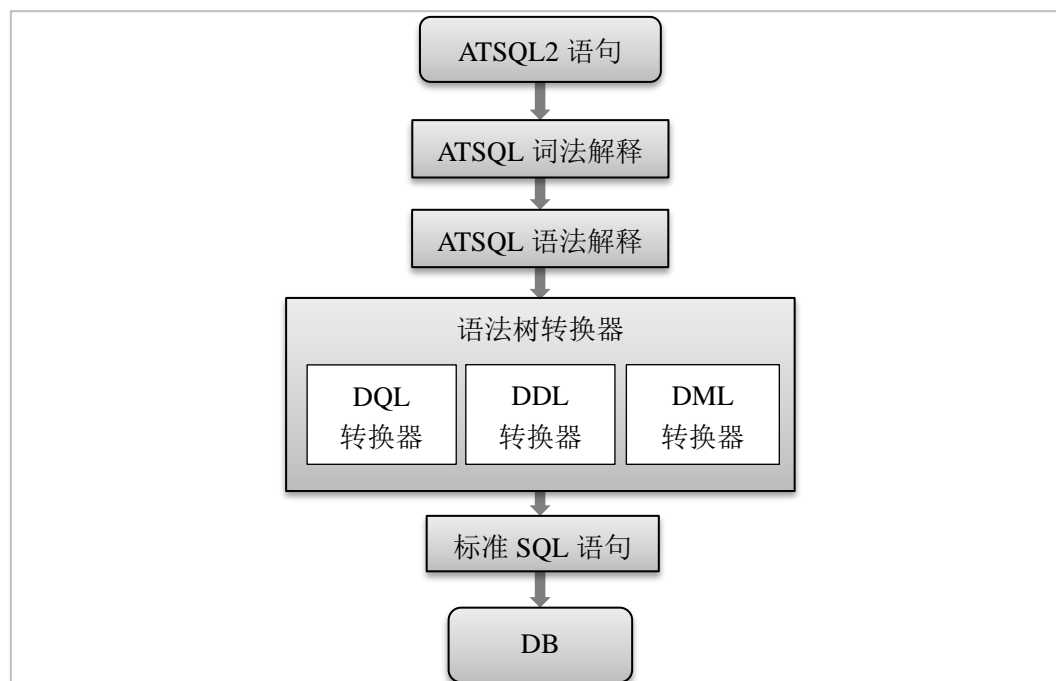 ATSQL2 语句
ATSQL 词法解释
ATSQL 语法解释
语法树转换器
DQL
转换器
DDL
转换器
DML
转换器
标准 SQL 语句
DB